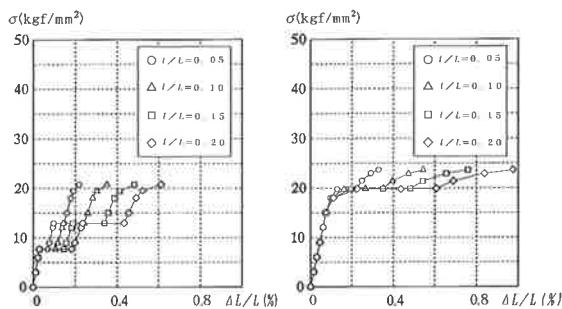 σ(kgf/mm²)
50
40
30
20
10
0
0 0.4 0.8
ΔL/L(%)
○ l/L=0. 05
△ l/L=0. 10
□ l/L=0. 15
◇ l/L=0. 20
σ(kgf/mm²)
50
40
30
20
10
0
0 0.4 0.8
ΔL/L(%)
○ l/L=0. 05
△ l/L=0. 10
□ l/L=0. 15
◇ l/L=0. 20